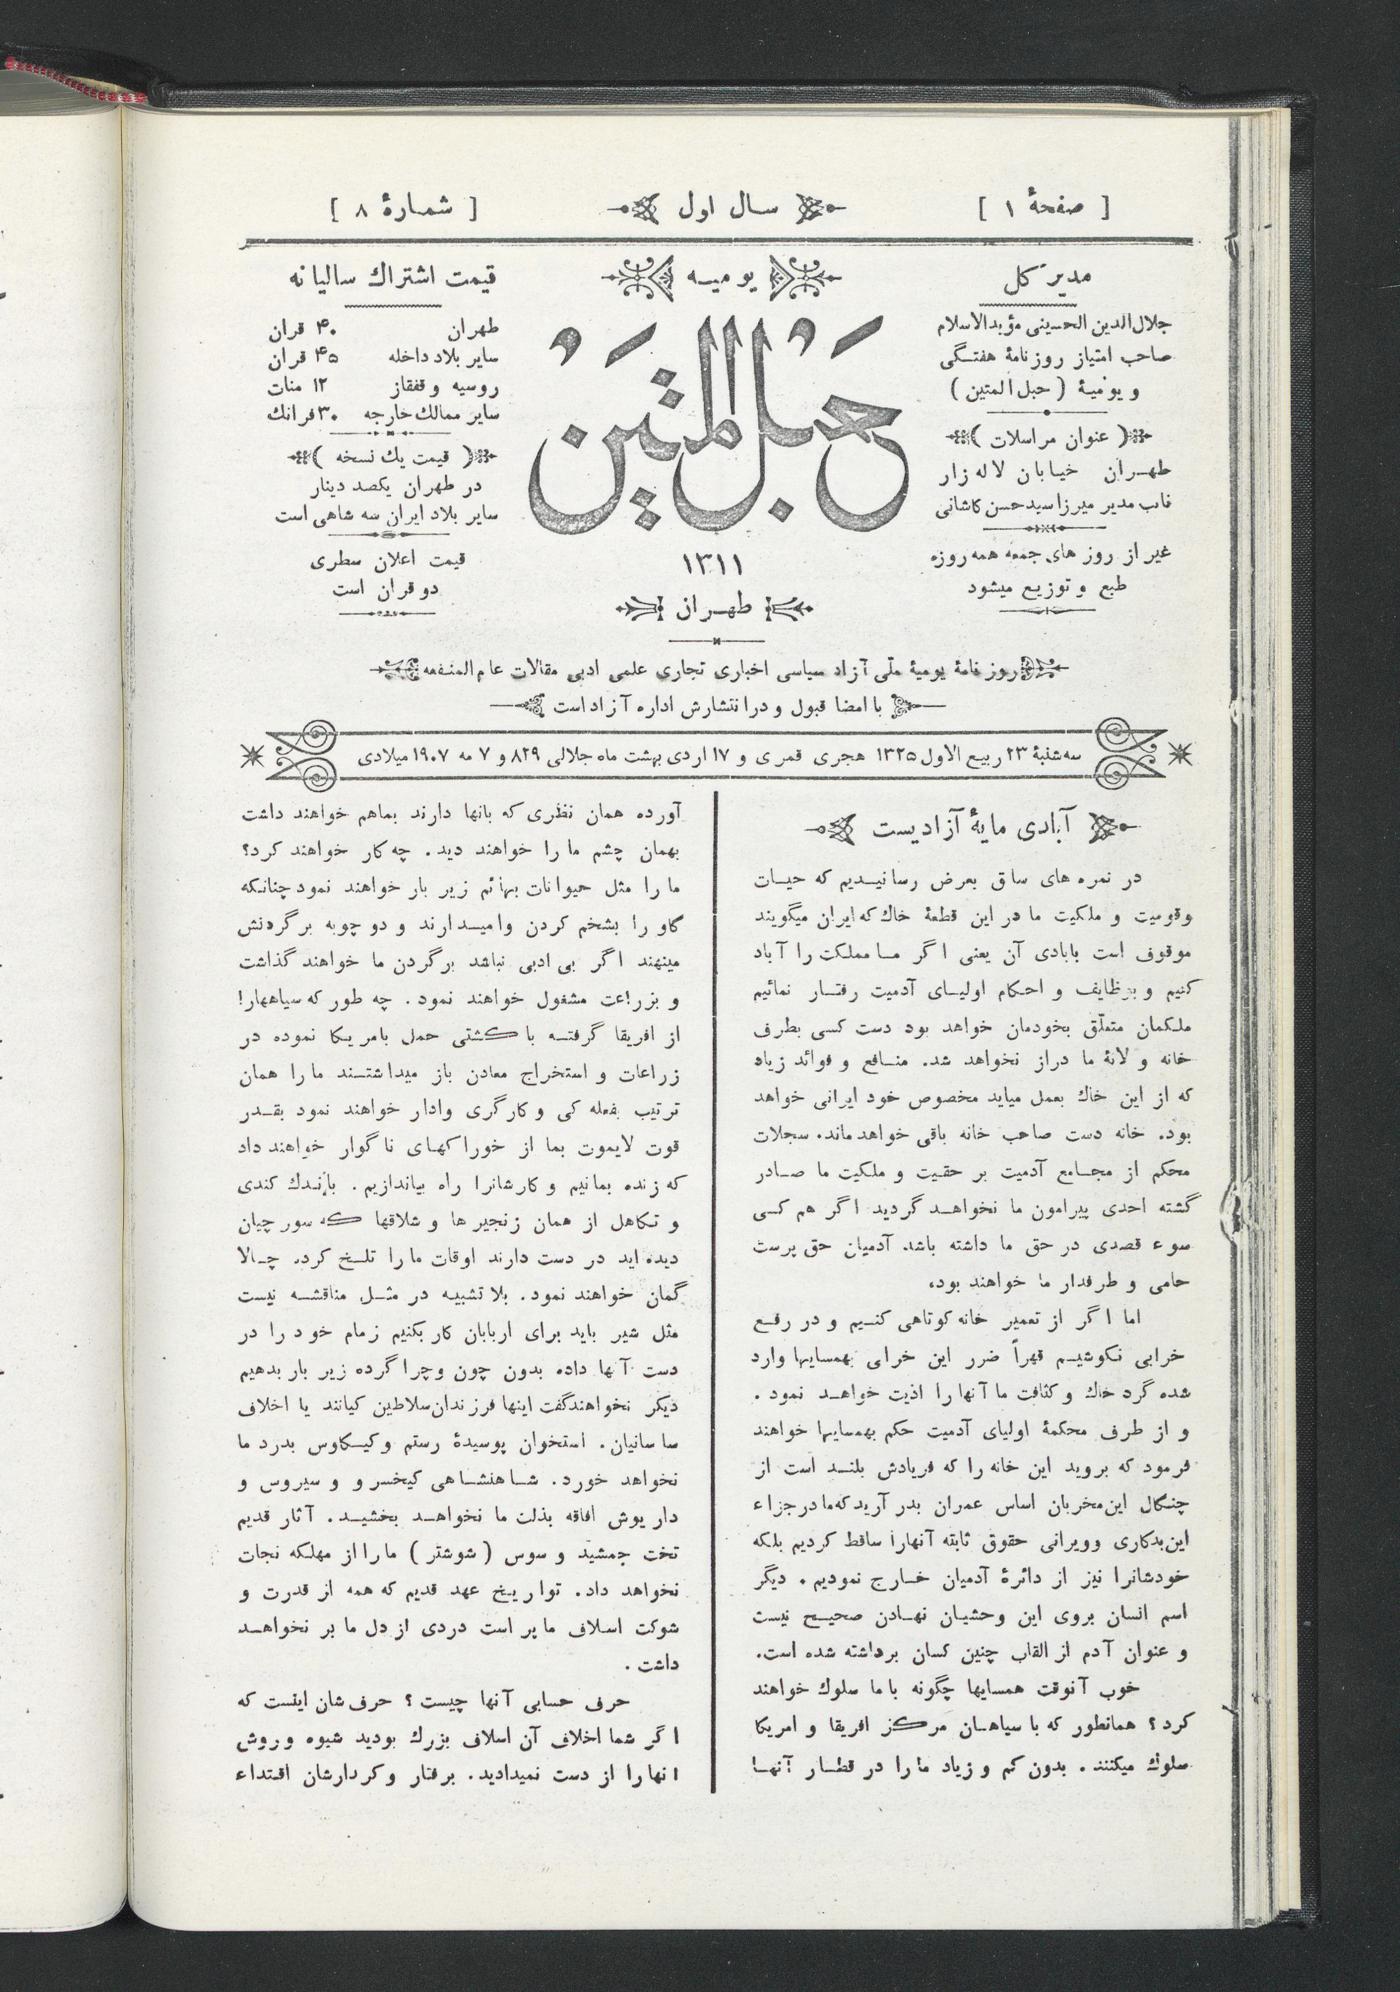 [ صفحهٔ ۱ ]
سال اول
[ شمارهٔ ۸ ]
مدیر کل
جلال‌الدین الحسینی مؤیدالاسلام
صاحب امتیاز روزنامهٔ هفتگی
و یومیهٔ ( حبل المتین )
( عنوان مراسلات )
طهران خیابان لاله زار
نایب مدیر میرزا سیدحسن کاشانی
غیر از روز های جمعه همه روزه
طبع و توزیع میشود
یومیه
حبل المتین
۱۳۱۱
طهران
قیمت اشتراك سالیانه
طهران ۴۰ قران
سایر بلاد داخله ۴۵ قران
روسیه و قفقاز ۱۲ منات
سایر ممالك خارجه ۳۰ فرانك
( قیمت یك نسخه )
در طهران یکصد دینار
سایر بلاد ایران سه شاهی است
قیمت اعلان سطری
دو قران است
روزنامهٔ یومیهٔ ملّی آزاد سیاسی اخباری تجاری علمی ادبی مقالات عام‌المنفعه
با امضا قبول و در انتشارش اداره آزاد است
سه‌شنبهٔ ۲۳ ربیع الاول ۱۳۲۵ هجری قمری و ۱۷ اردی بهشت ماه جلالی ۸۲۹ و ۷ مه ۱۹۰۷ میلادی
آبادی مایهٔ آزادیست
در نمره های سابق بعرض رسانیدیم که حیات
وقومیت و ملکیت ما در این قطعهٔ خاك که ایران میگویند
موقوف است بابادی آن یعنی اگر ما مملکت را آباد
کنیم و بوظایف و احکام اولیای آدمیت رفتار نمائیم
ملکمان متعلّق بخودمان خواهد بود دست کسی بطرف
خانه و لانهٔ ما دراز نخواهد شد. منافع و فوائد زیاد
که از این خاك بعمل میاید مخصوص خود ایرانی خواهد
بود. خانه دست صاحب خانه باقی خواهد ماند. سجلات
محکم از مجامع آدمیت بر حقیت و ملکیت ما صادر
گشته احدی پیرامون ما نخواهد گردید اگر هم کسی
سوء قصدی در حق ما داشته باشد آدمیان حق پرست
حامی و طرفدار ما خواهند بود.
اما اگر از تعمیر خانه کوتاهی کنیم و در رفع
خرابی نکوشیم قهراً ضرر این خرابی بهمسایها وارد
شده گرد خاك و کثافت ما آنها را اذیت خواهد نمود .
و از طرف محکمهٔ اولیای آدمیت حکم بهمسایها خواهند
فرمود که بروید این خانه را که فریادش بلند است از
چنگال این مخربان اساس عمران بدر آرید که ما در جزاء
این بدکاری وویرانی حقوق ثابته آنهارا ساقط کردیم بلکه
خودشانرا نیز از دائرهٔ آدمیان خارج نمودیم . دیگر
اسم انسان بروی این وحشیان نهادن صحیح نیست
و عنوان آدم از القاب چنین کسان برداشته شده است.
خوب آنوقت همسایها چگونه با ما سلوك خواهند
کرد؟ همانطور که با سیاهان مرکز افریقا و امریکا
سلوك میکنند . بدون کم و زیاد ما را در قطار آنها
آورده همان نظری که بانها دارند بماهم خواهند داشت
بهمان چشم ما را خواهند دید. چه کار خواهند کرد؟
ما را مثل حیوانات بهائم زیر بار خواهند نمود چنانکه
گاو را بشخم کردن وامیدارند و دو چوبه برگردنش
مینهند اگر بی ادبی نباشد برگردن ما خواهند گذاشت
و بزراعت مشغول خواهند نمود. چه طور که سیاههارا
از افریقا گرفته با کشتی حمل بامریکا نموده در
زراعات و استخراج معادن باز میداشتند ما را همان
ترتیب بفعله کی و کارگری وادار خواهند نمود بقدر
قوت لایموت بما از خوراکهای ناگوار خواهند داد
که زنده بمانیم و کارشانرا راه بیاندازیم . باندك کندی
و تکاهل از همان زنجیر ها و شلاقها که سورچیان
دیده اید در دست دارند اوقات ما را تلخ کرده حالا
گمان خواهند نمود. بلا تشبیه در مثل مناقشه نیست
مثل شیر باید برای اربابان کار بکنیم زمام خود را در
دست آنها داده بدون چون وچرا گرده زیر بار بدهیم
دیگر نخواهندگفت اینها فرزندان سلاطین کیانند یا اخلاف
ساسانیان. استخوان پوسیدهٔ رستم و کیکاوس بدرد ما
نخواهد خورد. شاهنشاهی کیخسرو و سیروس و
داریوش افاقه بذلت ما نخواهد بخشید. آثار قدیم
تخت جمشید و سوس ( شوشتر ) ما را از مهلکه نجات
نخواهد داد. تواریخ عهد قدیم که همه از قدرت و
شوکت اسلاف ما پر است دردی از دل ما بر نخواهد
داشت .
حرف حسابی آنها چیست ؟ حرف شان اینست که
اگر شما اخلاف آن اسلاف بزرك بودید شیوه و روش
انها را از دست نمیدادید. برفتار و کردارشان اقتداء